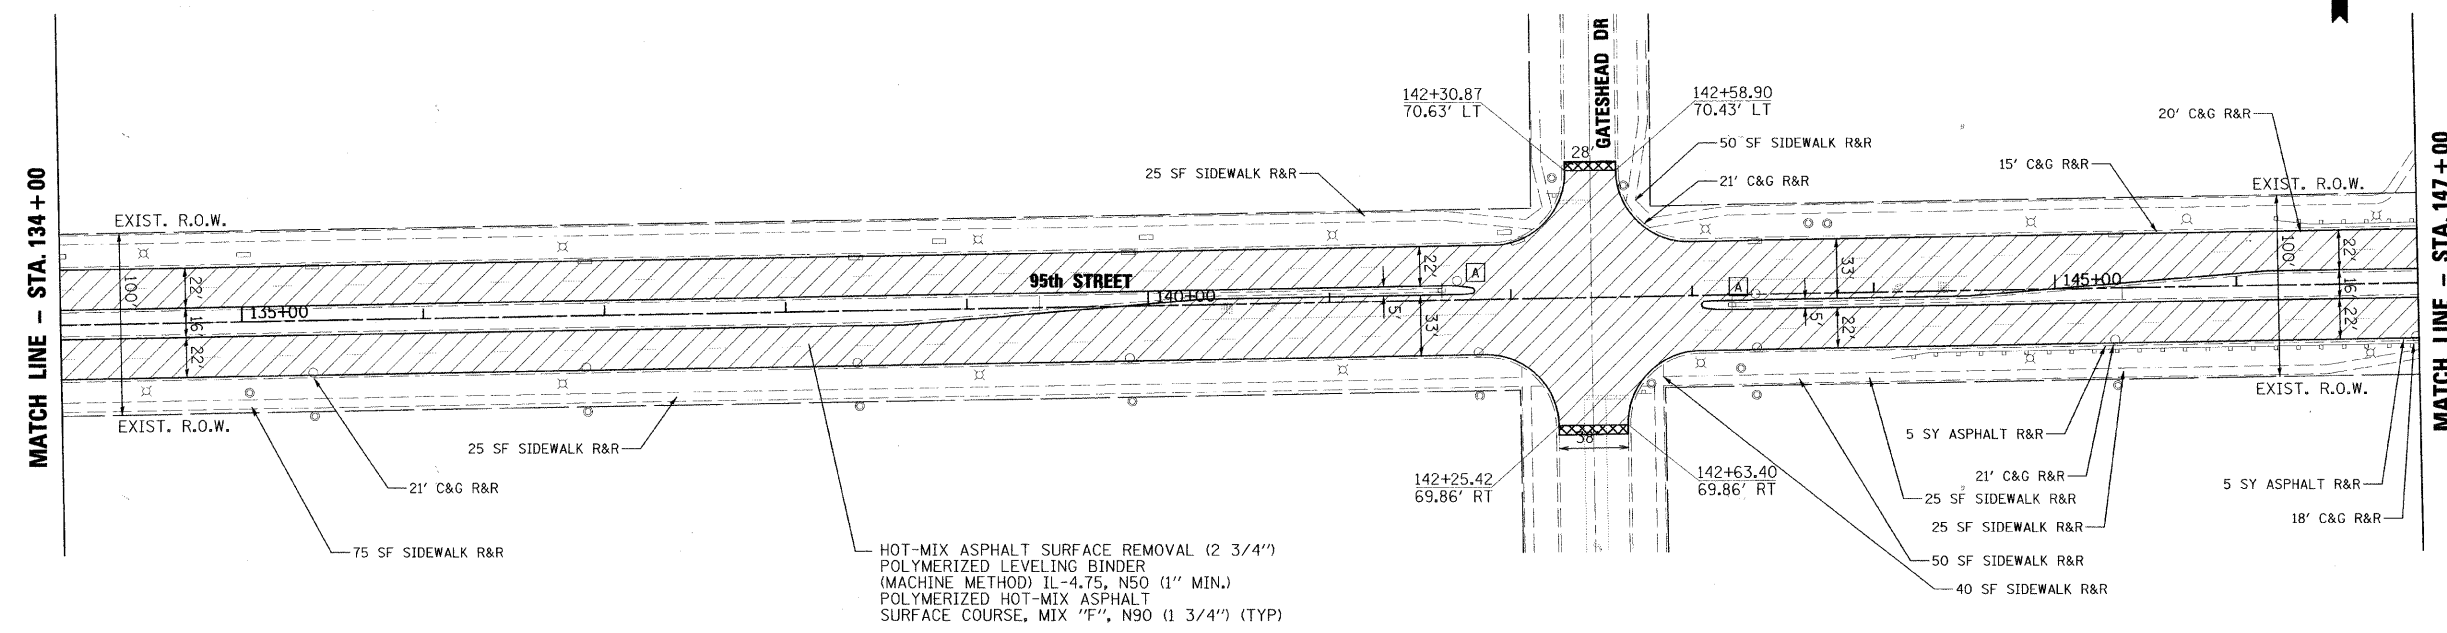 MATCH LINE - STA. 134+00
EXIST. R.O.W.
100'
22'
16'
22'
135+00
EXIST. R.O.W.
25 SF SIDEWALK R&R
21' C&G R&R
75 SF SIDEWALK R&R
25 SF SIDEWALK R&R
95th STREET
140+00
HOT-MIX ASPHALT SURFACE REMOVAL (2 3/4")
POLYMERIZED LEVELING BINDER
(MACHINE METHOD) IL-4.75, N50 (1" MIN.)
POLYMERIZED HOT-MIX ASPHALT
SURFACE COURSE, MIX "F", N90 (1 3/4") (TYP)
22'
5'
33'
A
142+30.87
70.63' LT
GATESHEAD DR
28'
142+58.90
70.43' LT
50 SF SIDEWALK R&R
21' C&G R&R
142+25.42
69.86' RT
38'
142+63.40
69.86' RT
A
5'
33'
22'
145+00
20' C&G R&R
15' C&G R&R
EXIST. R.O.W.
100'
22'
16'
22'
EXIST. R.O.W.
5 SY ASPHALT R&R
21' C&G R&R
25 SF SIDEWALK R&R
25 SF SIDEWALK R&R
50 SF SIDEWALK R&R
40 SF SIDEWALK R&R
5 SY ASPHALT R&R
18' C&G R&R
MATCH LINE - STA. 147+00